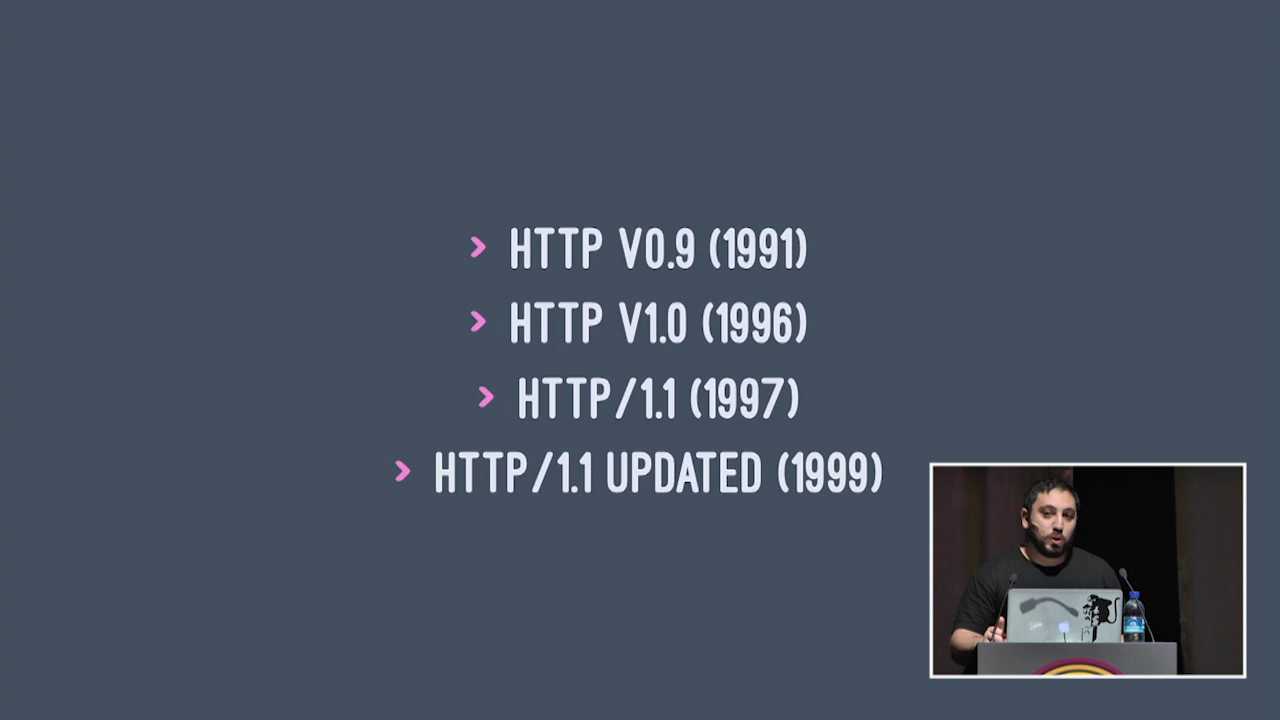 > HTTP V0.9 (1991)
> HTTP V1.0 (1996)
> HTTP/1.1 (1997)
> HTTP/1.1 UPDATED (1999)